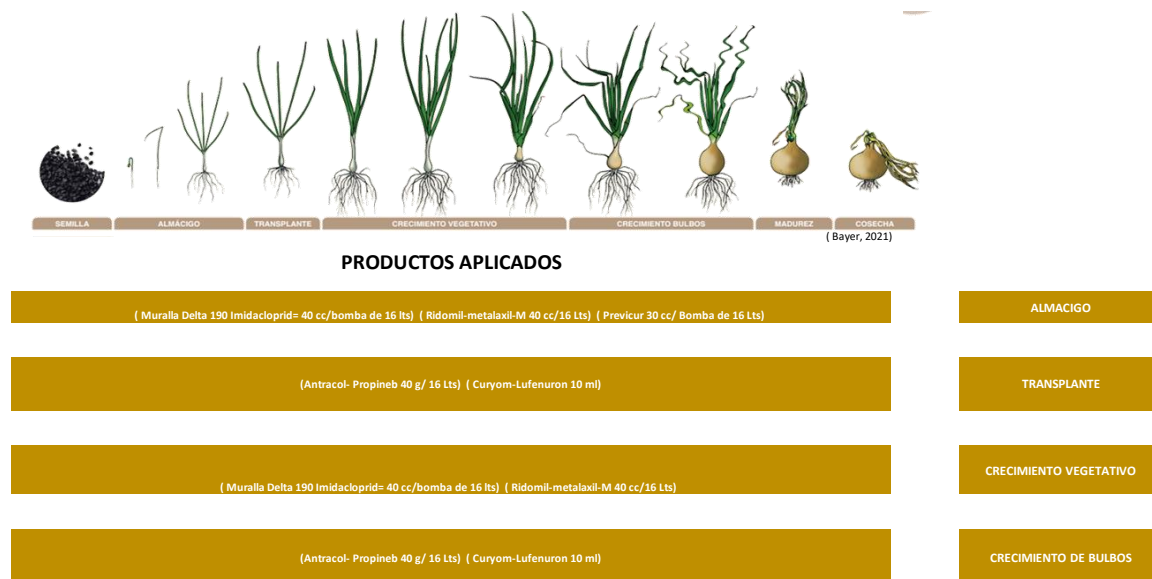 SEMILLA ALMÁCIGO TRANSPLANTE CRECIMIENTO VEGETATIVO CRECIMIENTO BULBOS MADUREZ COSECHA
( Bayer, 2021)
PRODUCTOS APLICADOS
( Muralla Delta 190 Imidacloprid= 40 cc/bomba de 16 lts) ( Ridomil-metalaxil-M 40 cc/16 Lts) ( Previcur 30 cc/ Bomba de 16 Lts)
ALMACIGO
(Antracol- Propineb 40 g/ 16 Lts) ( Curyom-Lufenuron 10 ml)
TRANSPLANTE
( Muralla Delta 190 Imidacloprid= 40 cc/bomba de 16 lts) ( Ridomil-metalaxil-M 40 cc/16 Lts)
CRECIMIENTO VEGETATIVO
(Antracol- Propineb 40 g/ 16 Lts) ( Curyom-Lufenuron 10 ml)
CRECIMIENTO DE BULBOS